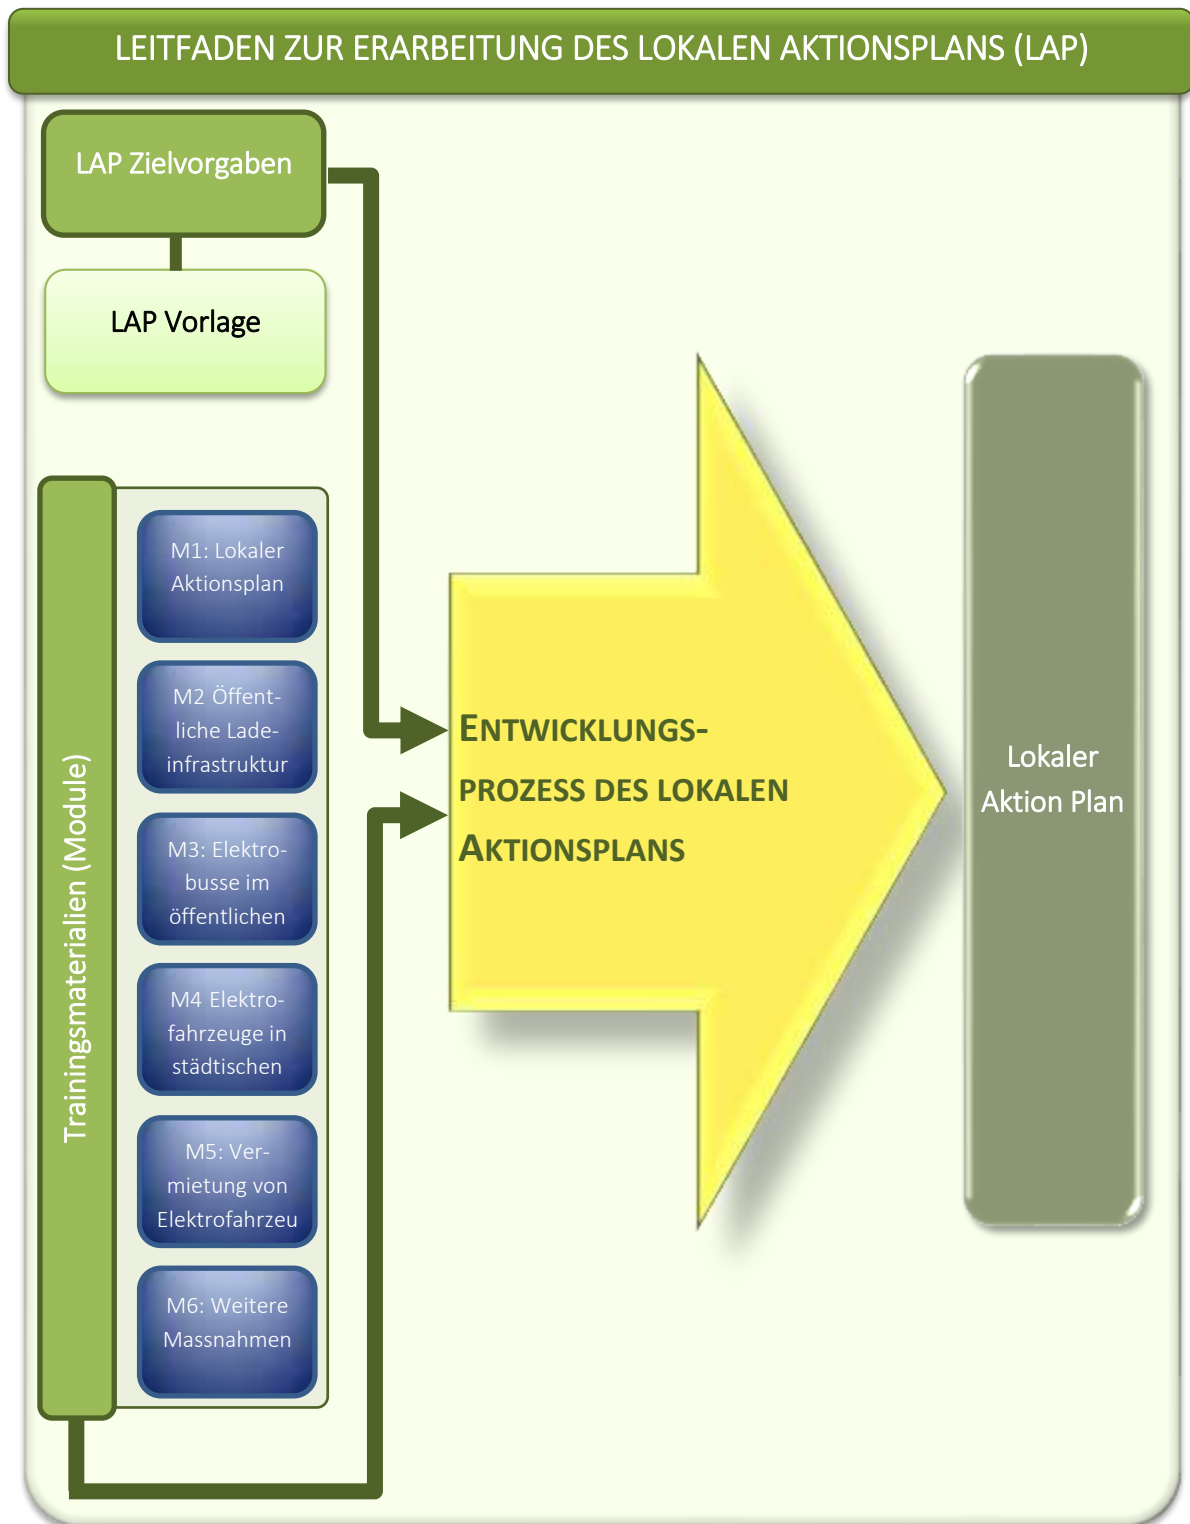 LEITFADEN ZUR ERARBEITUNG DES LOKALEN AKTIONSPLANS (LAP)
LAP Zielvorgaben
LAP Vorlage
Trainingsmaterialien (Module)
M1: Lokaler
Aktionsplan
M2 Öffent-
liche Lade-
infrastruktur
M3: Elektro-
busse im
öffentlichen
M4 Elektro-
fahrzeuge in
städtischen
M5: Ver-
mietung von
Elektrofahrzeu
M6: Weitere
Massnahmen
ENTWICKLUNGS-
PROZESS DES LOKALEN
AKTIONSPLANS
Lokaler
Aktion Plan